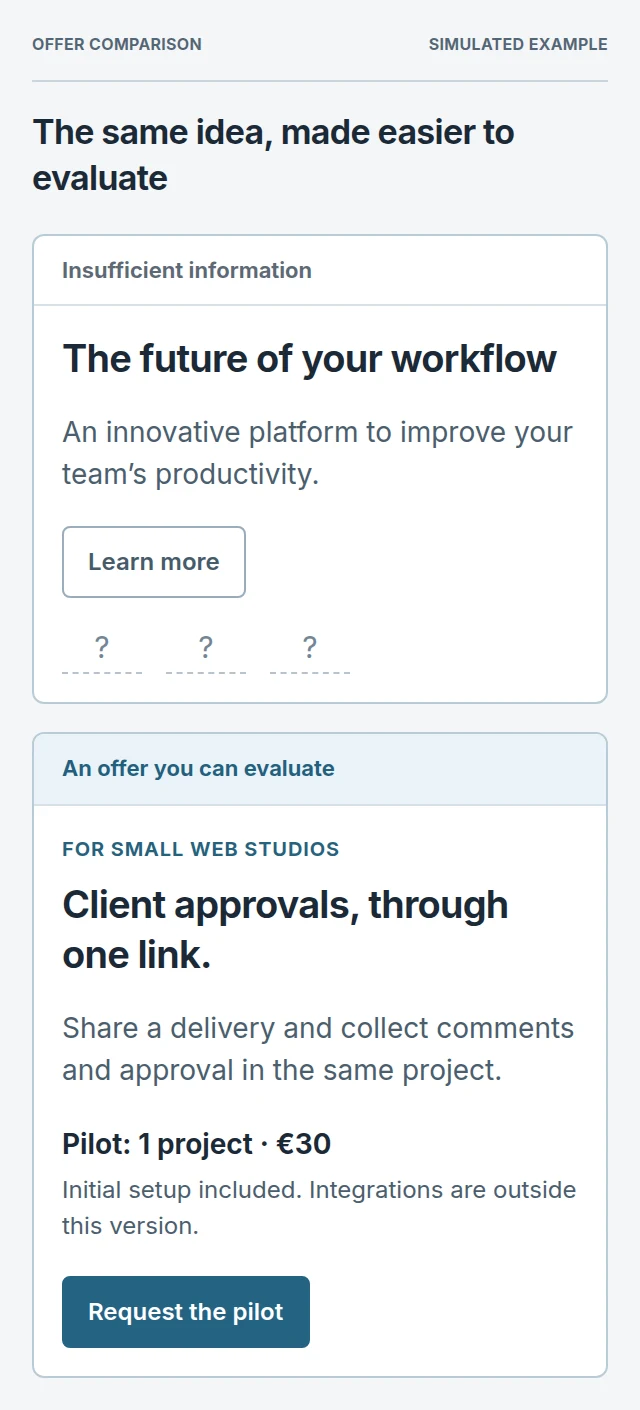 OFFER COMPARISON
SIMULATED EXAMPLE
The same idea, made easier to
evaluate
Insufficient information
The future of your workflow
An innovative platform to improve your
team’s productivity.
Learn more
? ? ?
An offer you can evaluate
FOR SMALL WEB STUDIOS
Client approvals, through
one link.
Share a delivery and collect comments
and approval in the same project.
Pilot: 1 project · €30
Initial setup included. Integrations are outside
this version.
Request the pilot